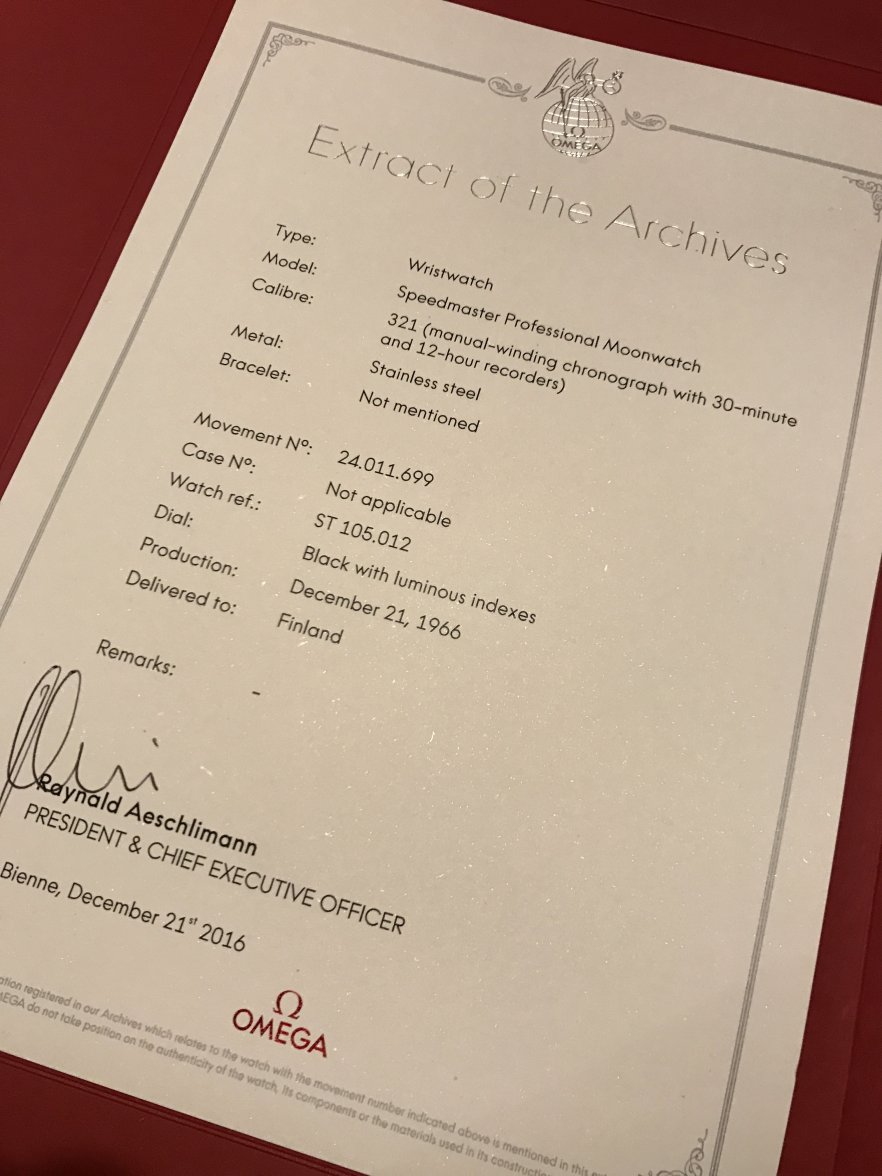 Ω
OMEGA
Extract of the Archives
Type: Wristwatch
Model: Speedmaster Professional Moonwatch
Calibre: 321 (manual-winding chronograph with 30-minute
and 12-hour recorders)
Metal: Stainless steel
Bracelet: Not mentioned
Movement Nº: 24.011.699
Case Nº: Not applicable
Watch ref.: ST 105.012
Dial: Black with luminous indexes
Production: December 21, 1966
Delivered to: Finland
Remarks: -
Raynald Aeschlimann
PRESIDENT & CHIEF EXECUTIVE OFFICER
Bienne, December 21st 2016
Ω
OMEGA
registered in our Archives which relates to the watch with the movement number indicated above is mentioned in this
do not take position on the authenticity of the watch, its components or the materials used in its